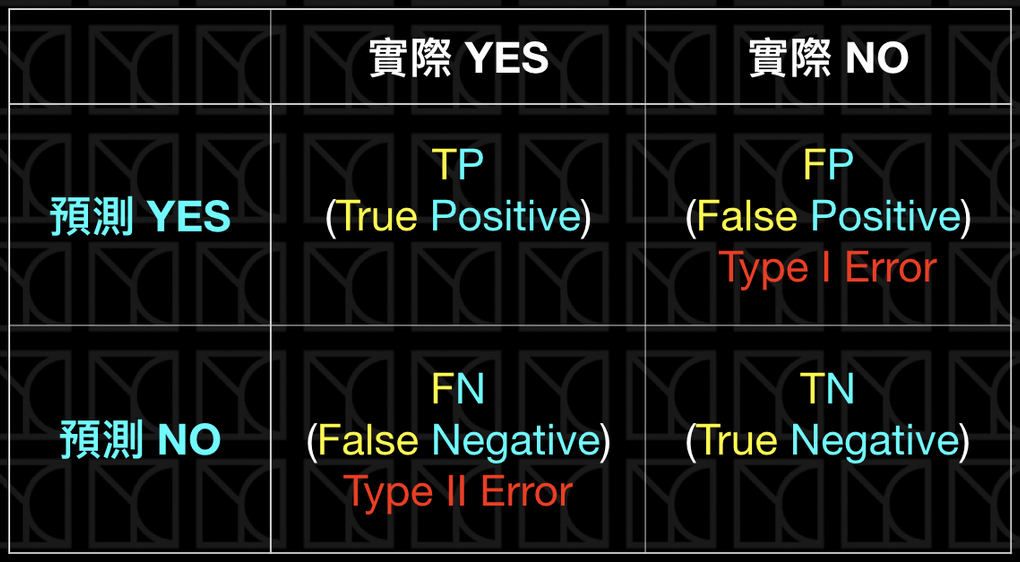 實際 YES
實際 NO
預測 YES
TP
(True Positive)
FP
(False Positive)
Type I Error
預測 NO
FN
(False Negative)
Type II Error
TN
(True Negative)